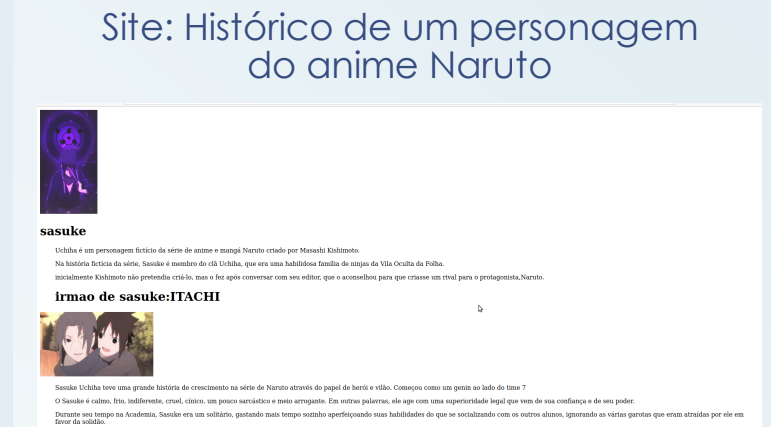 Site: Histórico de um personagem
do anime Naruto
sasuke
Uchiha é um personagem fictício da série de anime e mangá Naruto criado por Masashi Kishimoto.
Na história fictícia da série, Sasuke é membro do clã Uchiha, que era uma habilidosa família de ninjas da Vila Oculta da Folha.
inicialmente Kishimoto não pretendia criá-lo, mas o fez após conversar com seu editor, que o aconselhou para que criasse um rival para o protagonista,Naruto.
irmao de sasuke:ITACHI
Sasuke Uchiha teve uma grande história de crescimento na série de Naruto através do papel de herói e vilão. Começou como um genin ao lado do time 7
O Sasuke é calmo, frio, indiferente, cruel, cínico, um pouco sarcástico e meio arrogante. Em outras palavras, ele age com uma superioridade legal que vem de sua confiança e de seu poder.
Durante seu tempo na Academia, Sasuke era um solitário, gastando mais tempo sozinho aperfeiçoando suas habilidades do que se socializando com os outros alunos, ignorando as várias garotas que eram atraídas por ele em
favor da solidão.